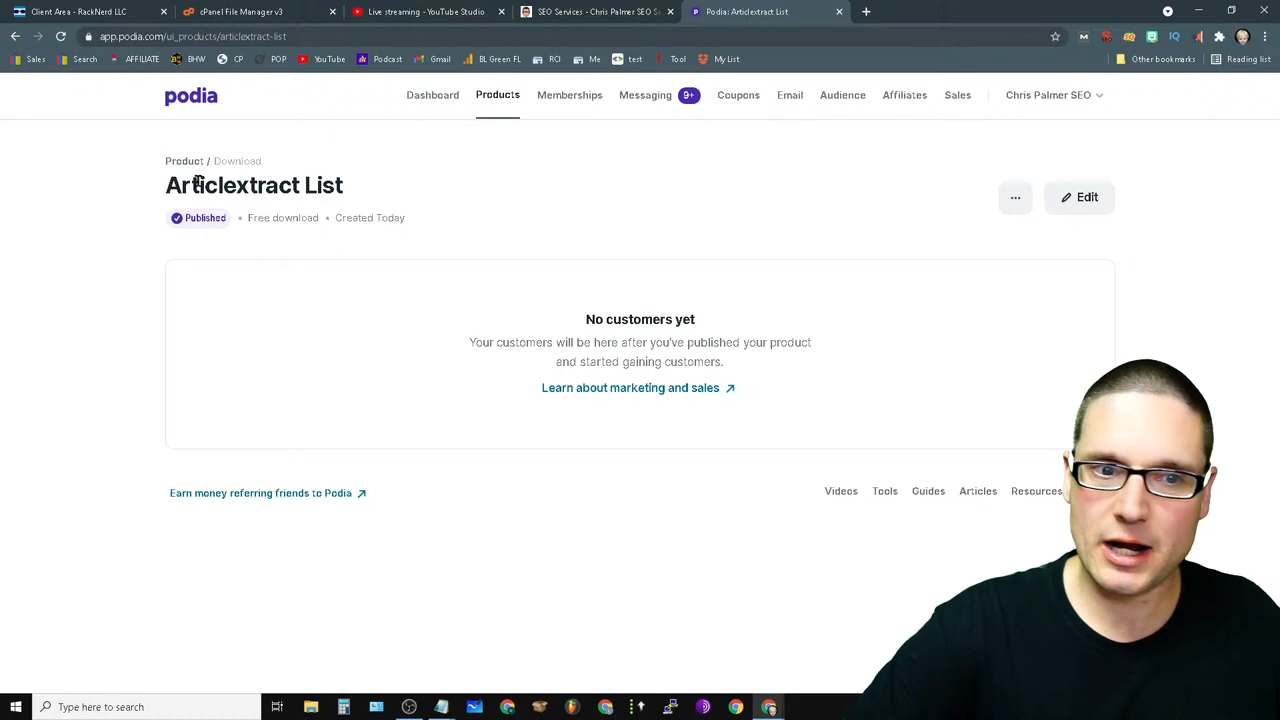 Client Area - RackNerd LLC
cPanel File Manager v3
Live streaming - YouTube Studio
SEO Services - Chris Palmer SEO Se
Podia: Articlextract List
app.podia.com/ui_products/articlextract-list
Sales
Search
AFFILIATE
BHW
CP
POP
YouTube
Podcast
Gmail
BL Green FL
RCI
Me
test
Tool
My List
Other bookmarks
Reading list
podia
Dashboard
Products
Memberships
Messaging 9+
Coupons
Email
Audience
Affiliates
Sales
Chris Palmer SEO
Product / Download
Articlextract List
Published • Free download • Created Today
... Edit
No customers yet
Your customers will be here after you've published your product
and started gaining customers.
Learn about marketing and sales
Earn money referring friends to Podia
Videos
Tools
Guides
Articles
Resources
Type here to search